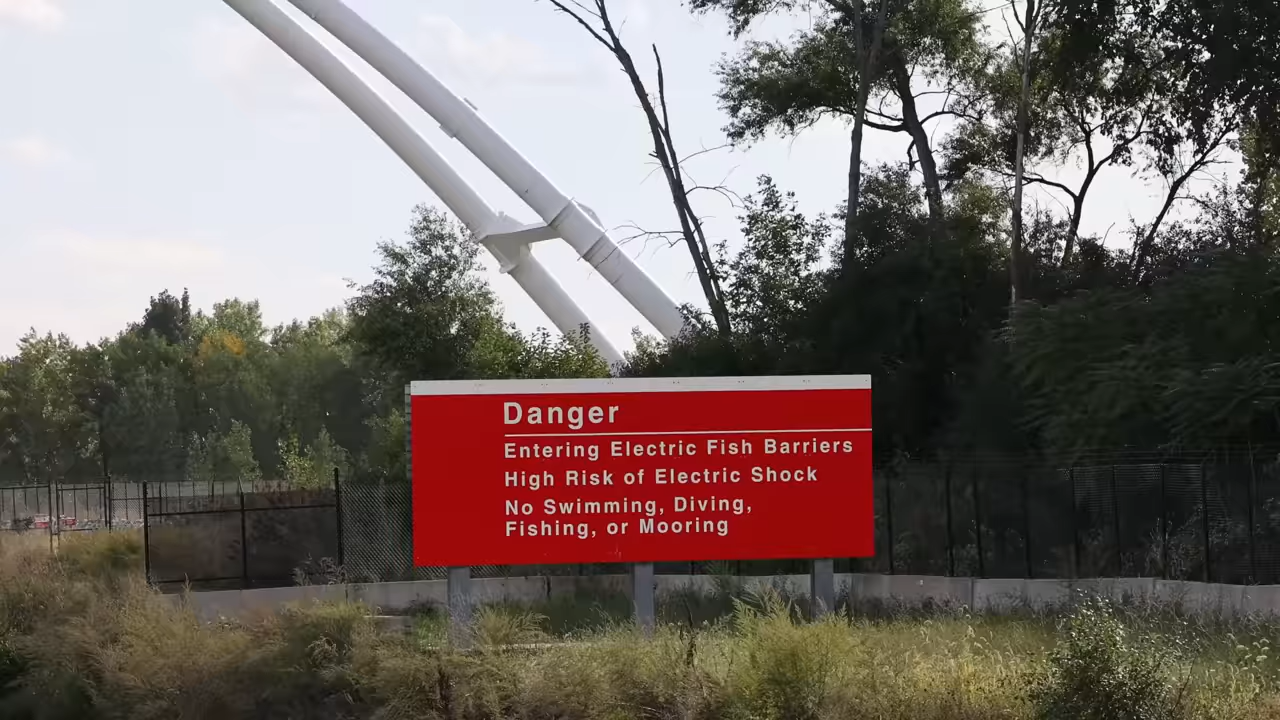 Danger
Entering Electric Fish Barriers
High Risk of Electric Shock
No Swimming, Diving,
Fishing, or Mooring